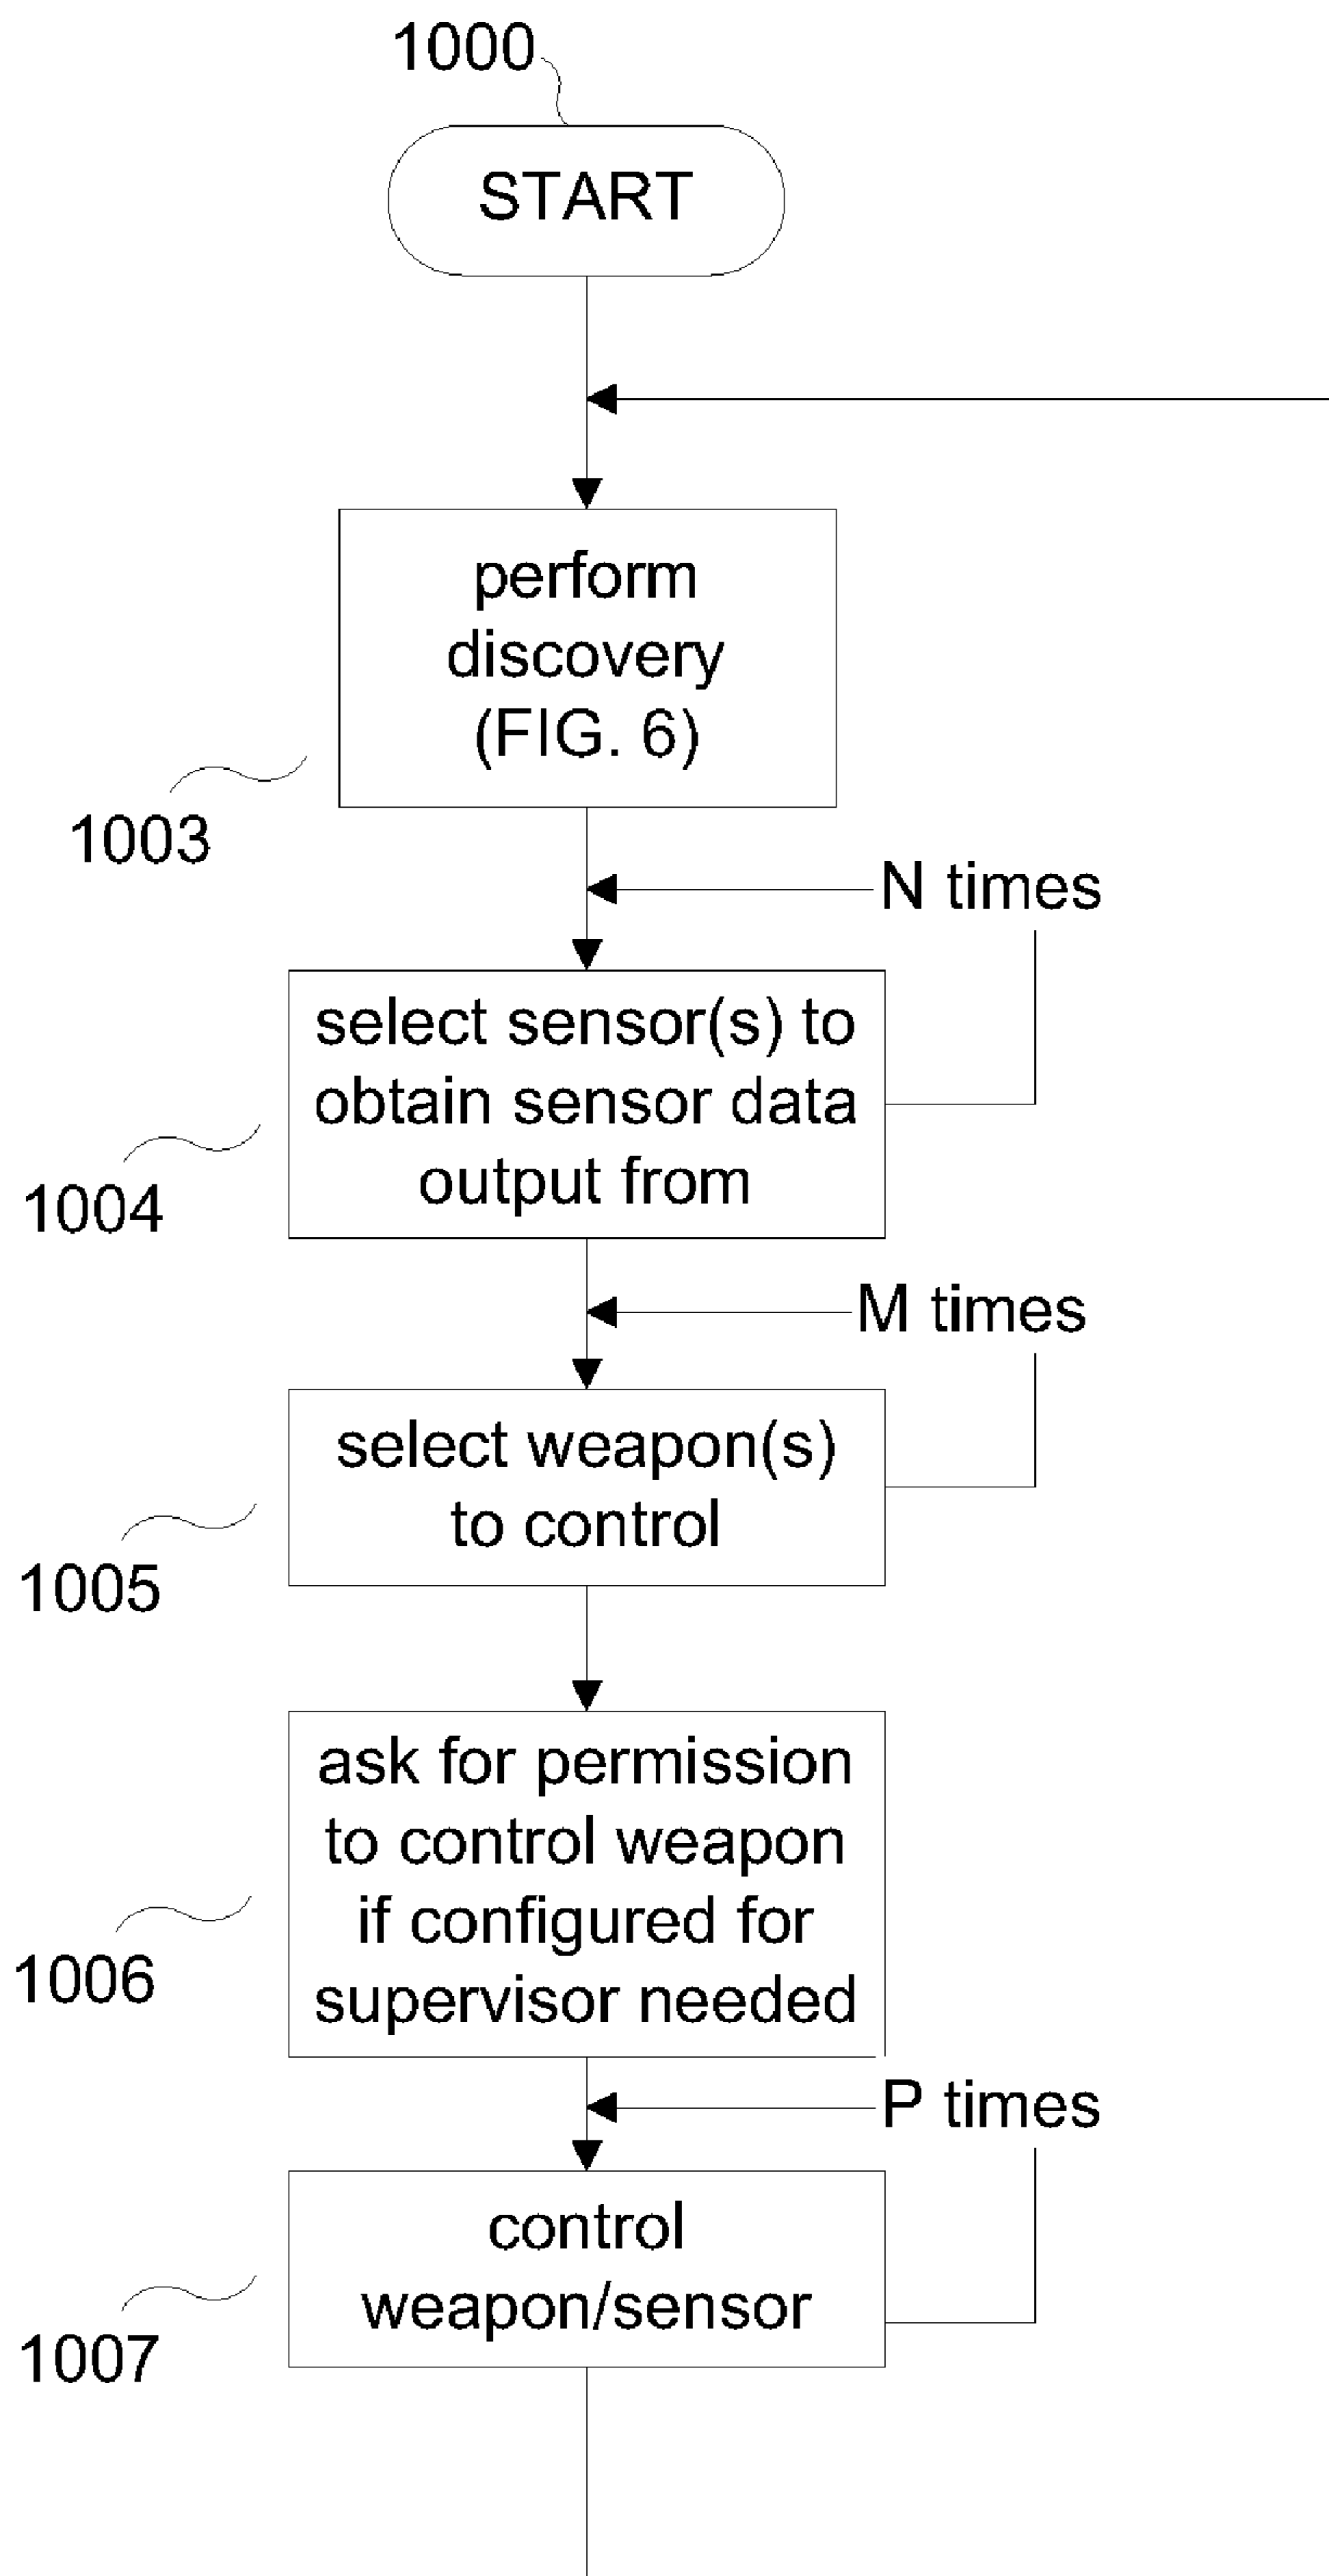 1000
START
perform
discovery
(FIG. 6)
1003
N times
select sensor(s) to
obtain sensor data
output from
1004
M times
select weapon(s)
to control
1005
ask for permission
to control weapon
if configured for
supervisor needed
1006
P times
control
weapon/sensor
1007